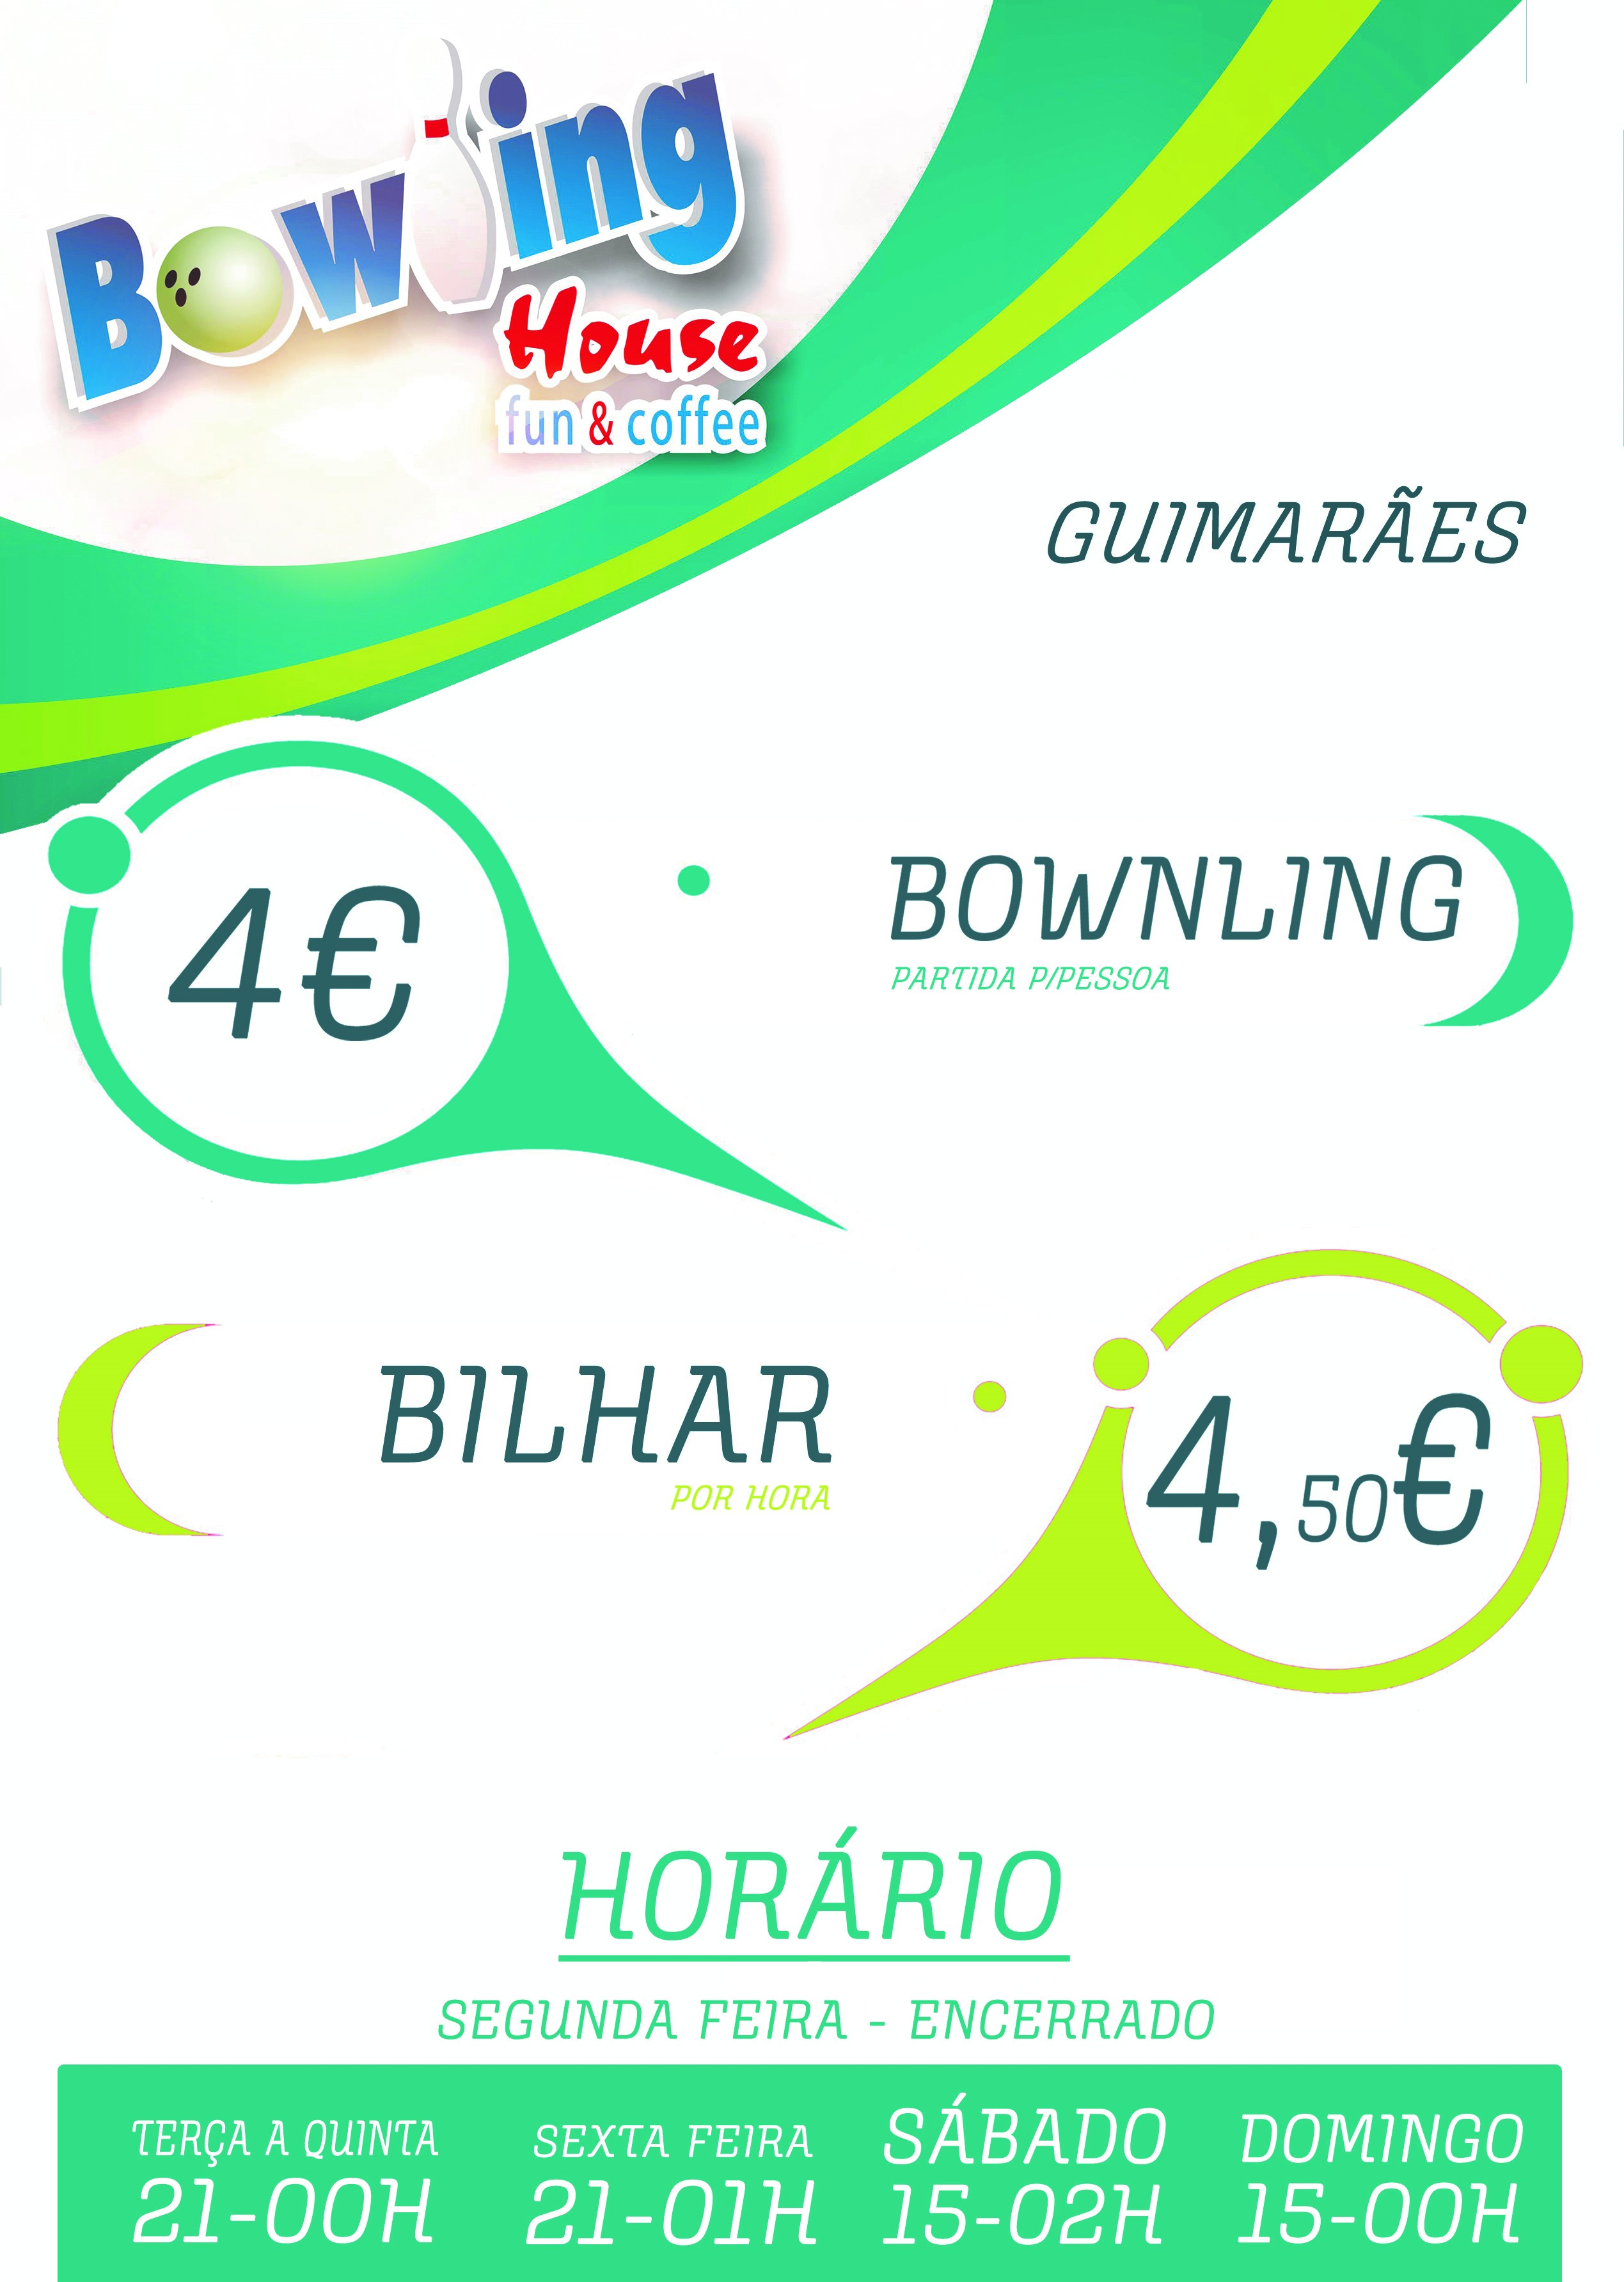 Bowling
House
fun & coffee
GUIMARÃES
4€
BOWNLING
PARTIDA P/PESSOA
BILHAR
POR HORA
4,50€
HORÁRIO
SEGUNDA FEIRA - ENCERRADO
TERÇA A QUINTA
21-00H
SEXTA FEIRA
21-01H
SÁBADO
15-02H
DOMINGO
15-00H